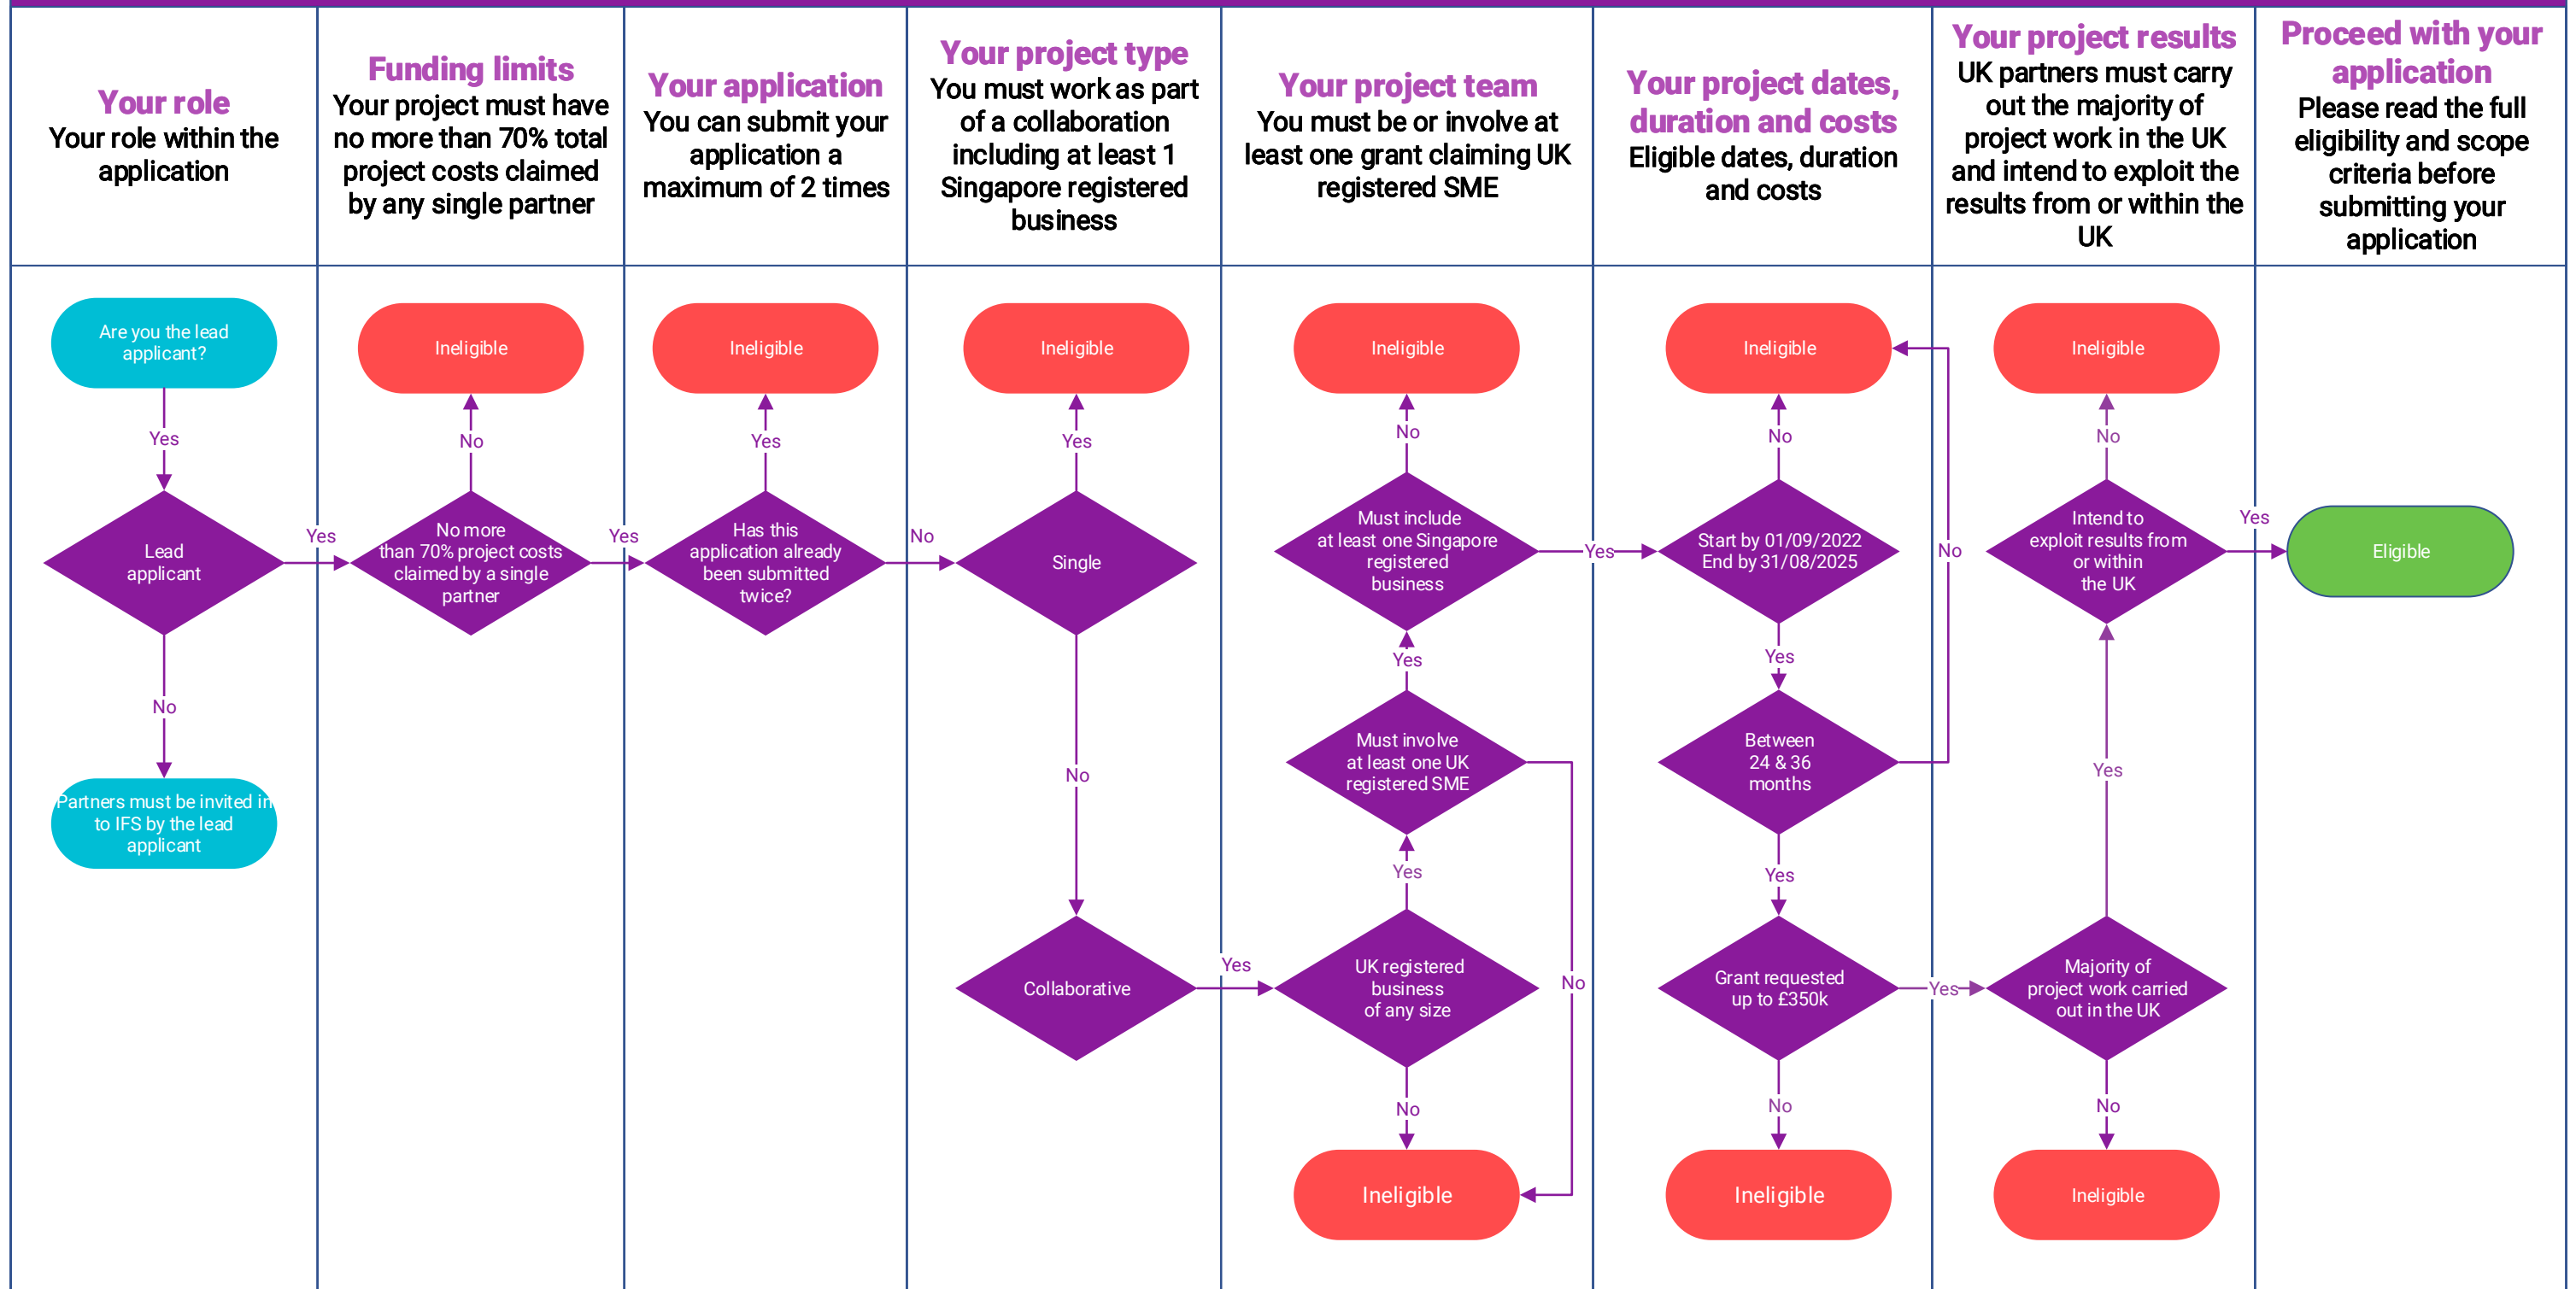 Your role
Your role within the
application
Funding limits
Your project must have
no more than 70% total
project costs claimed
by any single partner
Your application
You can submit your
application a
maximum of 2 times
Your project type
You must work as part
of a collaboration
including at least 1
Singapore registered
business
Your project team
You must be or involve at
least one grant claiming UK
registered SME
Your project dates,
duration and costs
Eligible dates, duration
and costs
Your project results
UK partners must carry
out the majority of
project work in the UK
and intend to exploit the
results from or within the
UK
Proceed with your
application
Please read the full
eligibility and scope
criteria before
submitting your
application
Are you the lead
applicant?
Yes
Lead
applicant
Yes
No
Partners must be invited in
to IFS by the lead
applicant
Ineligible
No
No more
than 70% project costs
claimed by a single
partner
Yes
Ineligible
Yes
Has this
application already
been submitted
twice?
No
Ineligible
Yes
Single
No
Collaborative
Yes
Ineligible
No
Must include
at least one Singapore
registered
business
Yes
Yes
Must involve
at least one UK
registered SME
No
Yes
UK registered
business
of any size
No
Ineligible
Ineligible
No
Start by 01/09/2022
End by 31/08/2025
Yes
Between
24 & 36
months
No
Yes
Grant requested
up to £350k
Yes
No
Ineligible
Ineligible
No
Intend to
exploit results from
or within
the UK
Yes
Yes
Majority of
project work carried
out in the UK
No
Ineligible
Eligible